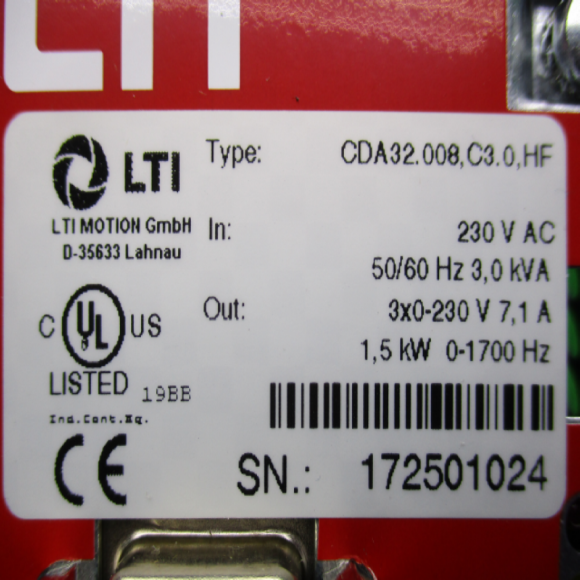 LTI
LTI
LTI MOTION GmbH
D-35633 Lahnau
Type: CDA32.008,C3.0,HF
In: 230 V AC
50/60 Hz 3,0 kVA
Out: 3x0-230 V 7,1 A
1,5 kW 0-1700 Hz
C UL US
LISTED 19BB
Ind.Cont.Eq.
CE
SN.: 172501024